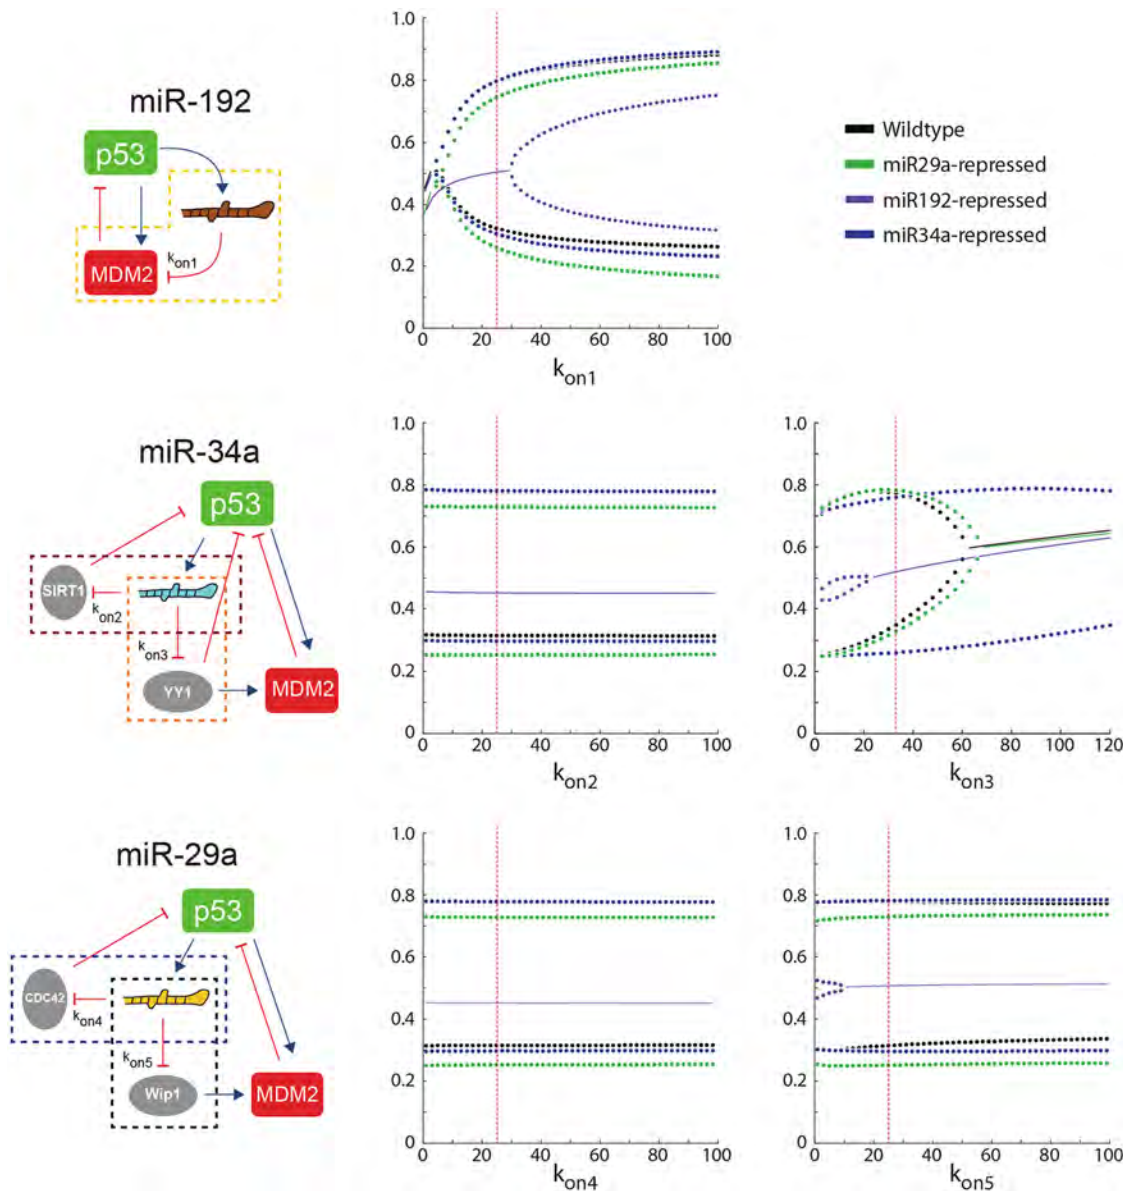 miR-192
p53
MDM2
kon1
1.0
0.8
0.6
0.4
0.2
0
0 20 40 60 80 100
kon1
Wildtype
miR29a-repressed
miR192-repressed
miR34a-repressed
miR-34a
p53
SIRT1
kon2
kon3
YY1
MDM2
1.0
0.8
0.6
0.4
0.2
0
0 20 40 60 80 100
kon2
1.0
0.8
0.6
0.4
0.2
0
0 20 40 60 80 100 120
kon3
miR-29a
p53
CDC42
kon4
kon5
Wip1
MDM2
1.0
0.8
0.6
0.4
0.2
0
0 20 40 60 80 100
kon4
1.0
0.8
0.6
0.4
0.2
0
0 20 40 60 80 100
kon5